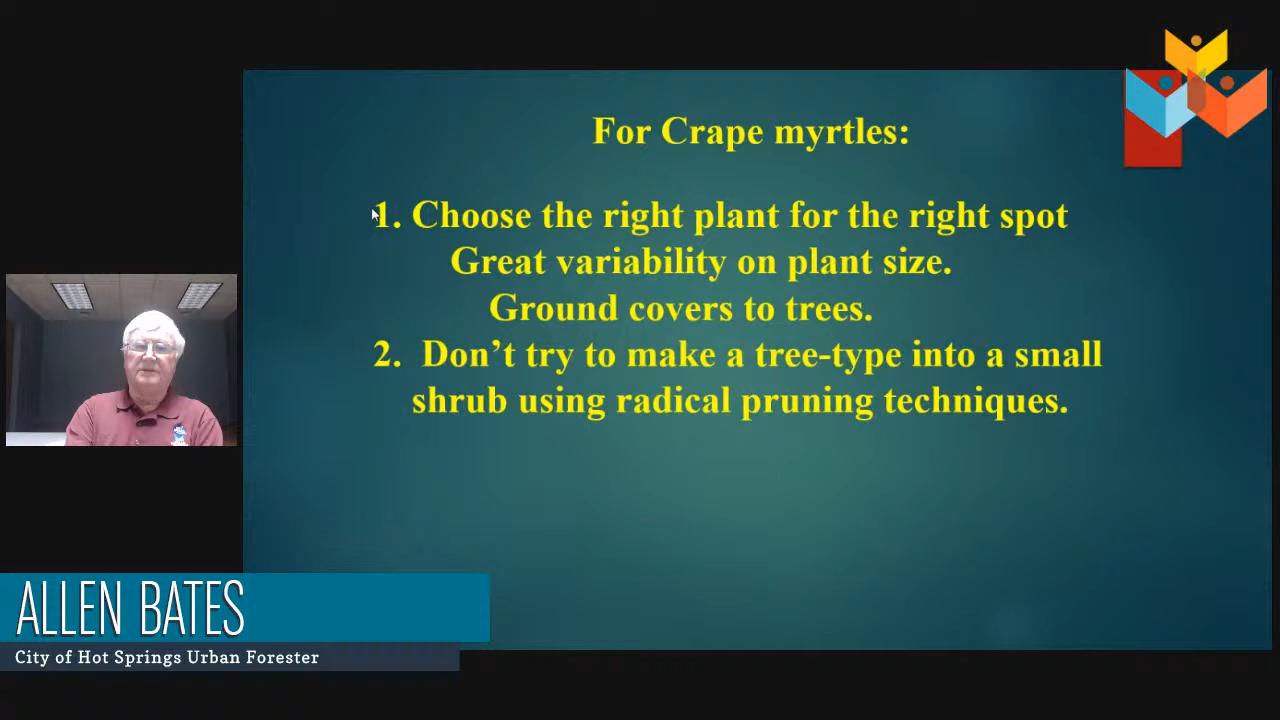 For Crape myrtles:
1. Choose the right plant for the right spot
Great variability on plant size.
Ground covers to trees.
2. Don’t try to make a tree-type into a small
shrub using radical pruning techniques.
ALLEN BATES
City of Hot Springs Urban Forester